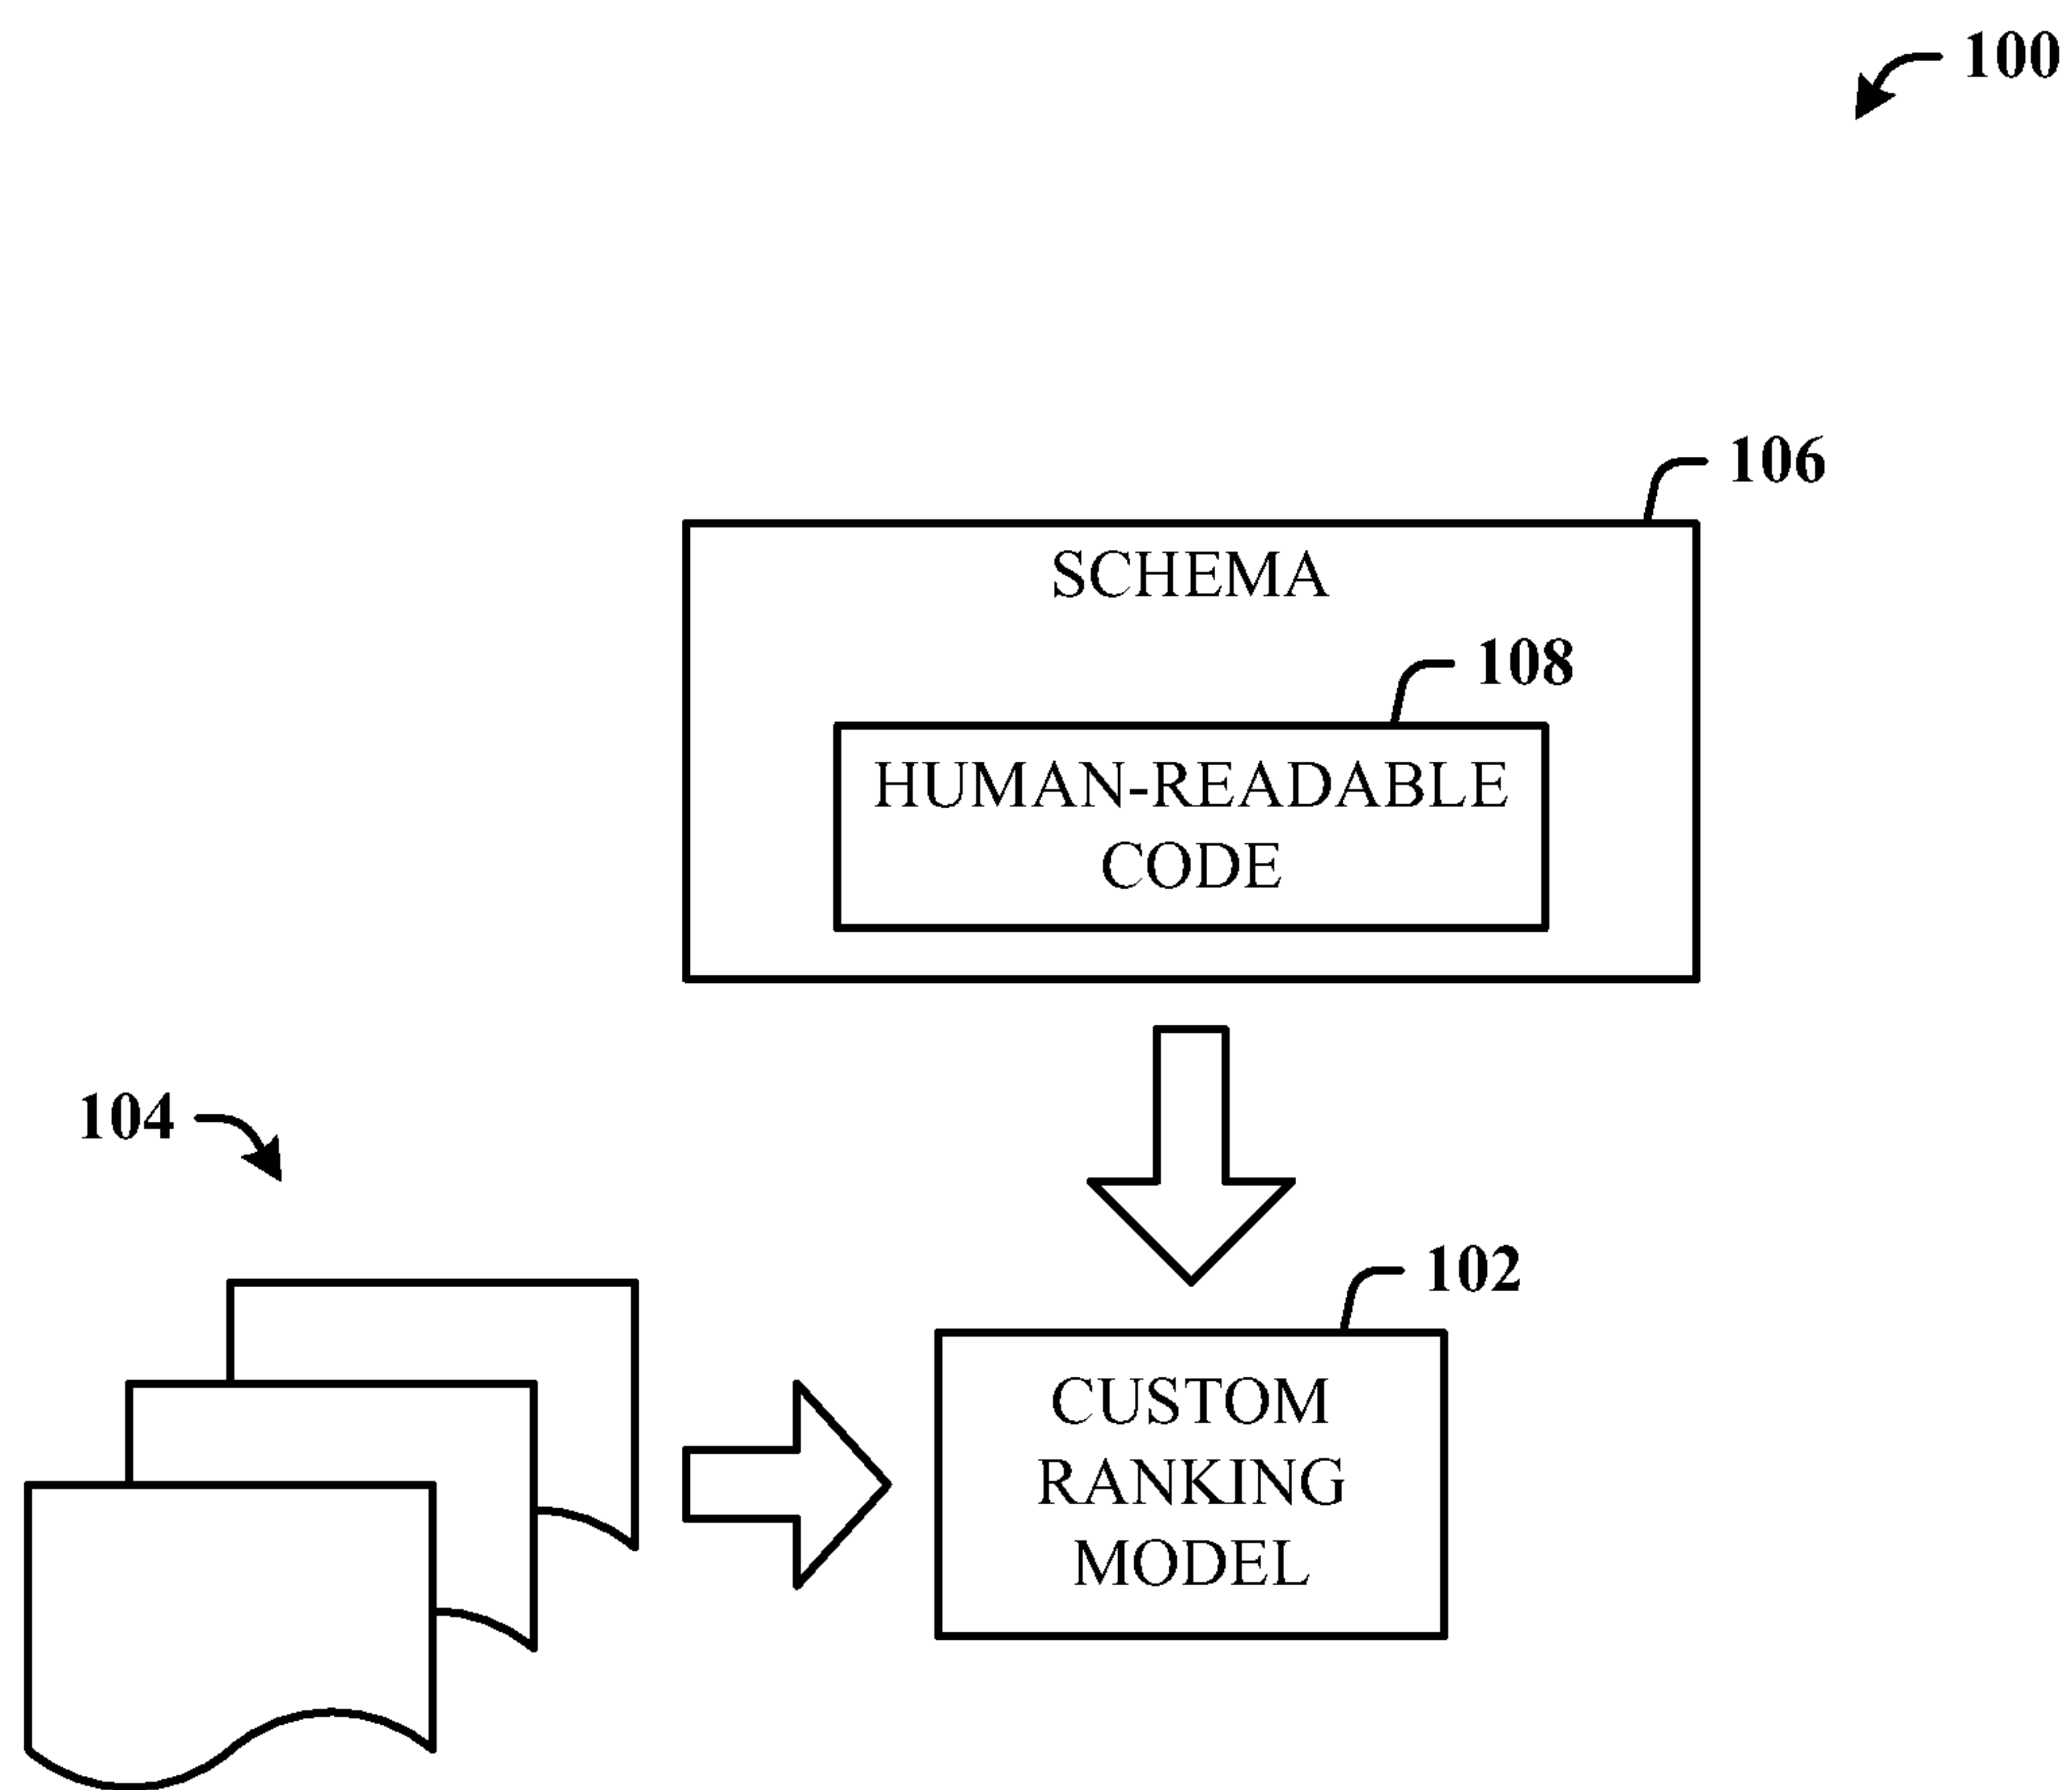 100
106
SCHEMA
108
HUMAN-READABLE
CODE
104
102
CUSTOM
RANKING
MODEL